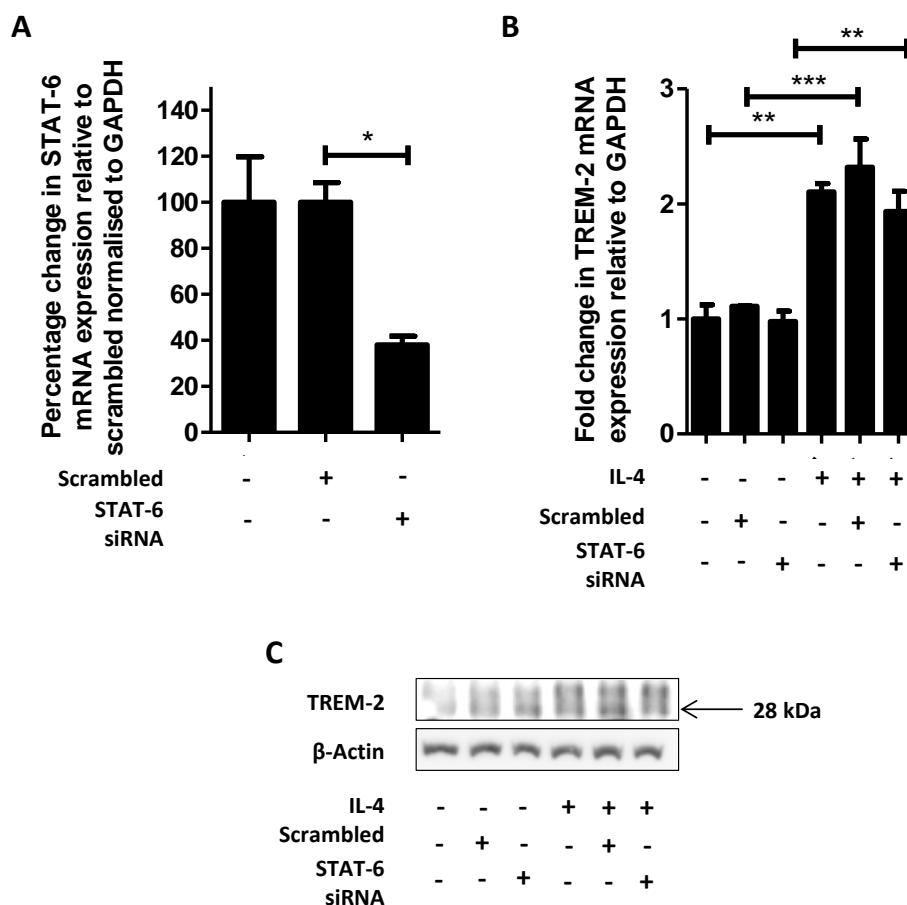 A
Percentage change in STAT-6
mRNA expression relative to
scrambled normalised to GAPDH
140
120
100
80
60
40
20
0
*
Scrambled - + -
STAT-6
siRNA
- - +
B
Fold change in TREM-2 mRNA
expression relative to GAPDH
3
2
1
0
**
***
**
IL-4 - - - + + +
Scrambled - + - - + -
STAT-6
siRNA
- - + - - +
C
TREM-2
28 kDa
β-Actin
IL-4 - - - + + +
Scrambled - + - - + -
STAT-6
siRNA
- - + - - +